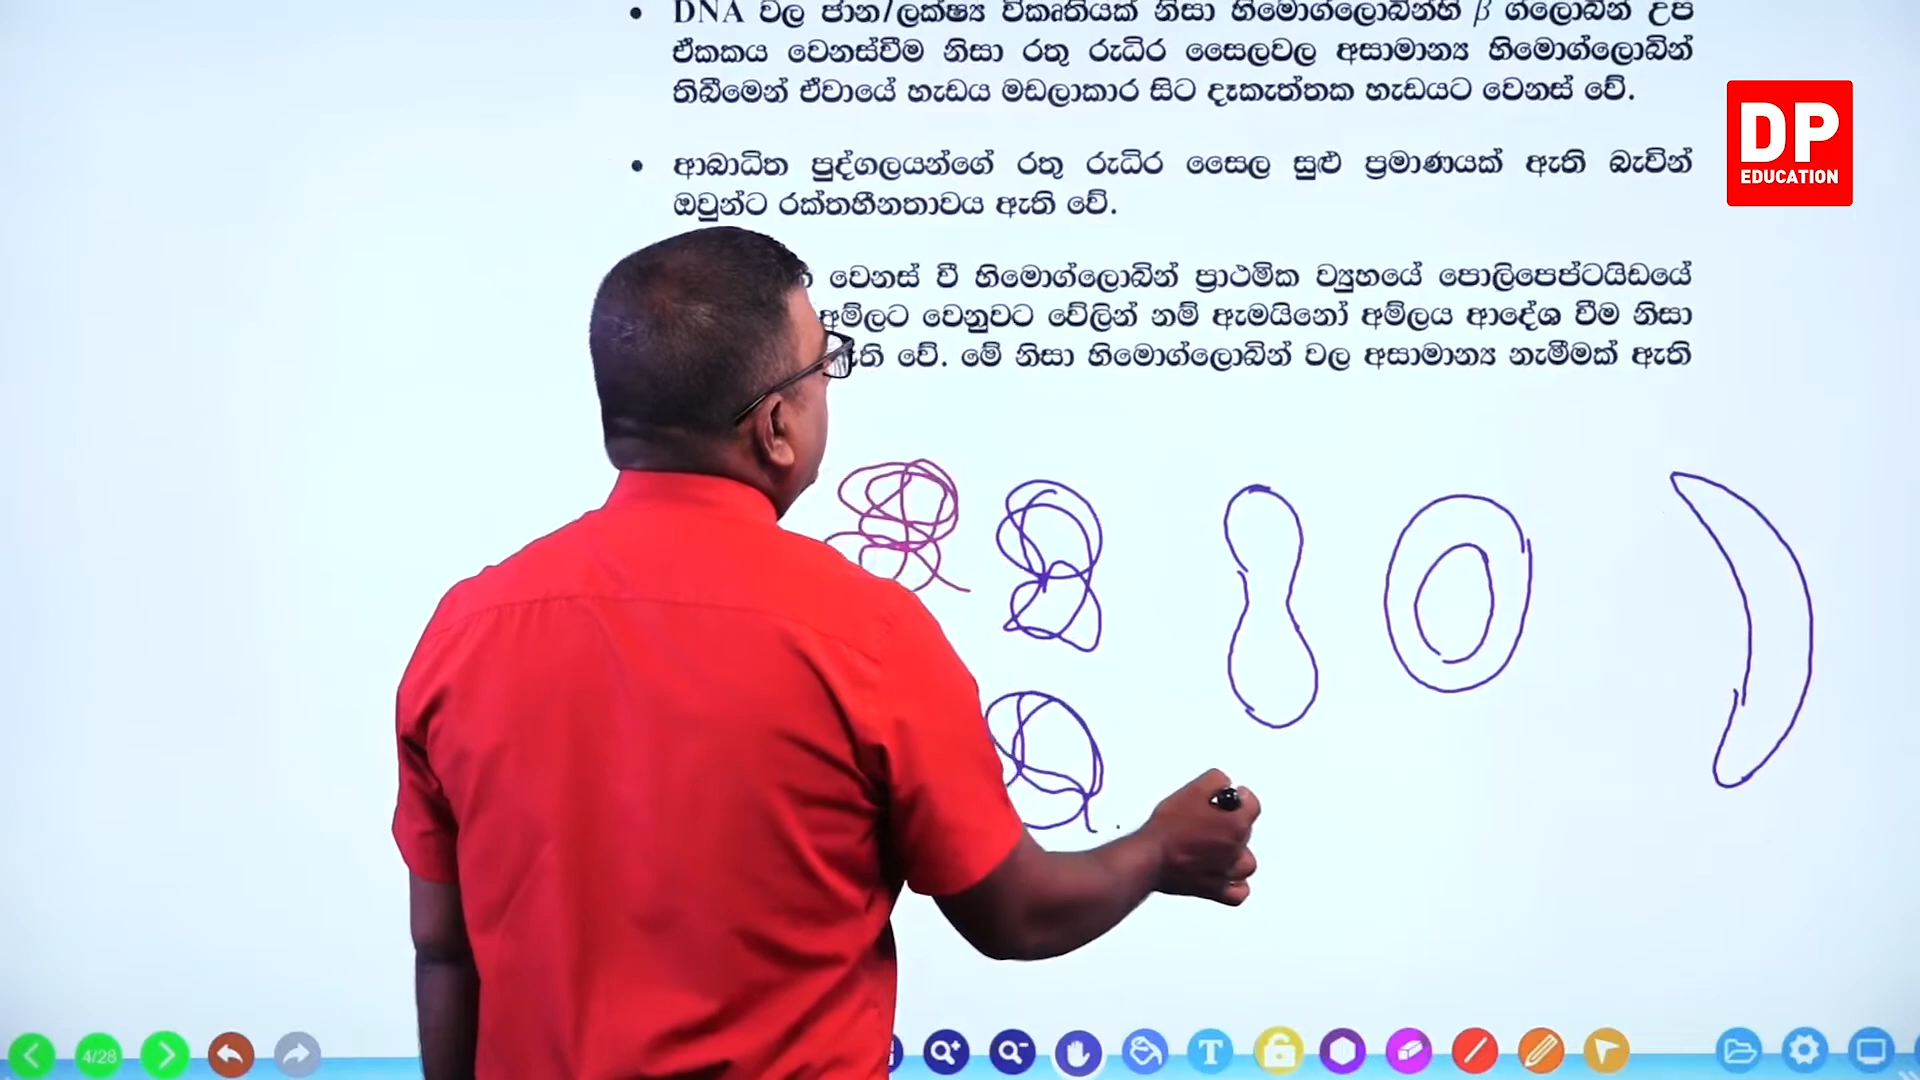 • DNA වල ජාන/ලක්ෂ්‍ය විකෘතියක් නිසා හිමොග්ලොබින්හි β ග්ලොබින් උප
ඒකකය වෙනස්වීම නිසා රතු රුධිර සෛලවල අසාමාන්‍ය හිමොග්ලොබින්
තිබීමෙන් ඒවායේ හැඩය මඩලාකාර සිට දෑකැත්තක හැඩයට වෙනස් වේ.
DP
EDUCATION
• ආබාධිත පුද්ගලයන්ගේ රතු රුධිර සෛල සුළු ප්‍රමාණයක් ඇති බැවින්
ඔවුන්ට රක්තහීනතාවය ඇති වේ.
වෙනස් වී හිමොග්ලොබින් ප්‍රාථමික ව්‍යුහයේ පොලිපෙප්ටයිඩයේ
අම්ලට වෙනුවට වේලින් නම් ඇමයිනෝ අම්ලය ආදේශ වීම නිසා
වේ. මේ නිසා හිමොග්ලොබින් වල අසාමාන්‍ය නැමීමක් ඇති
4/28
T